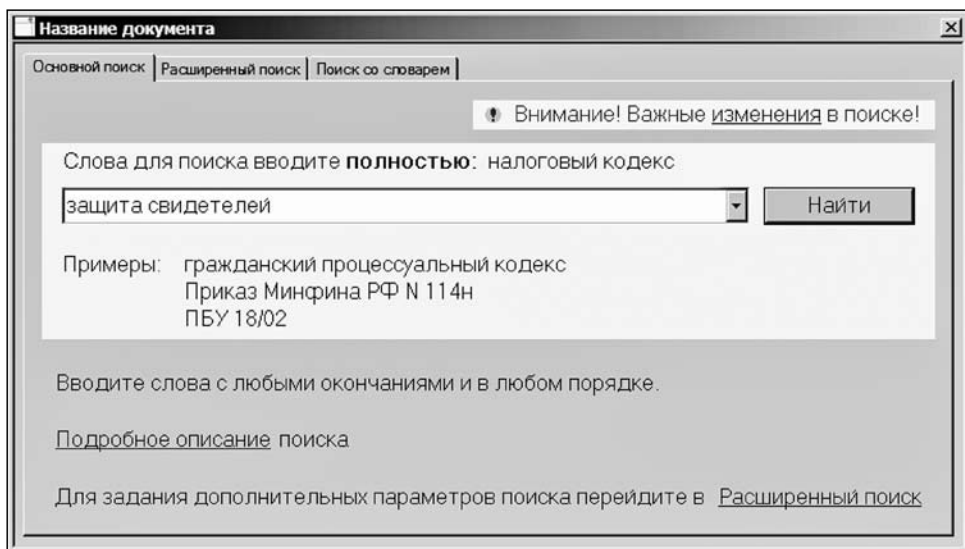 Название документа
Основной поиск Расширенный поиск Поиск со словарем
Внимание! Важные изменения в поиске!
Слова для поиска вводите полностью: налоговый кодекс
защита свидетелей Найти
Примеры: гражданский процессуальный кодекс
Приказ Минфина РФ N 114н
ПБУ 18/02
Вводите слова с любыми окончаниями и в любом порядке.
Подробное описание поиска
Для задания дополнительных параметров поиска перейдите в Расширенный поиск